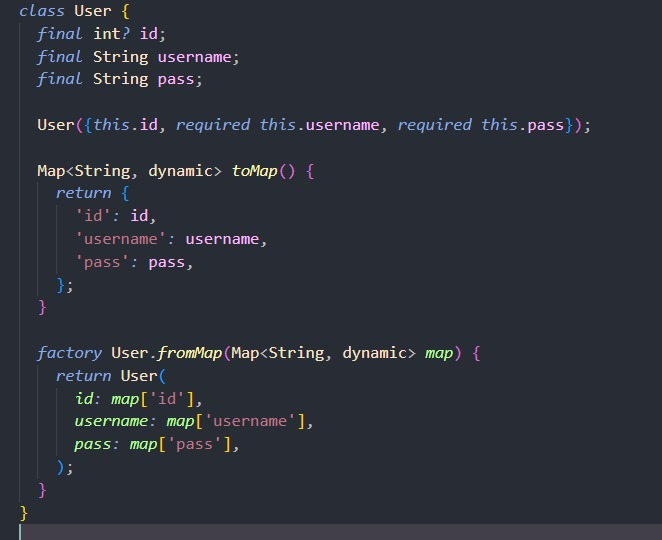 class User {
final int? id;
final String username;
final String pass;
User({this.id, required this.username, required this.pass});
Map<String, dynamic> toMap() {
return {
'id': id,
'username': username,
'pass': pass,
};
}
factory User.fromMap(Map<String, dynamic> map) {
return User(
id: map['id'],
username: map['username'],
pass: map['pass'],
);
}
}